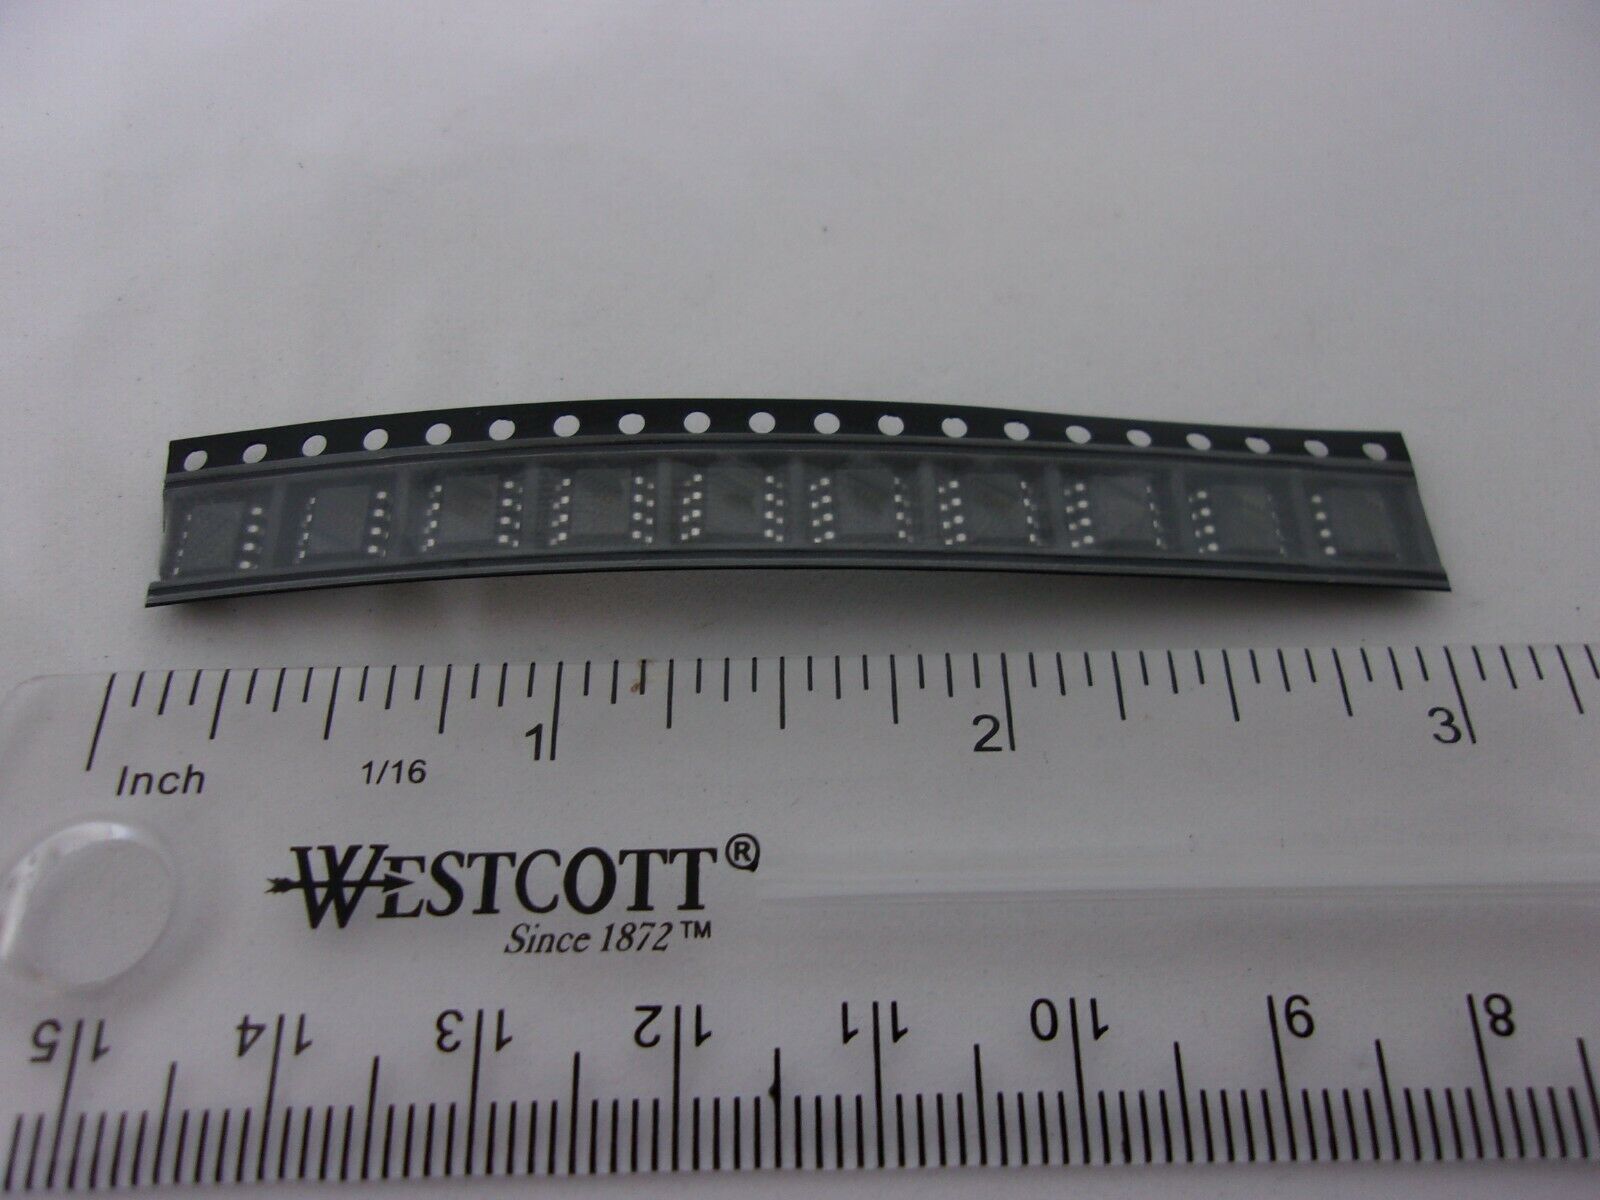 1 2 3
Inch 1/16
WESTCOTT®
Since 1872™
15 14 13 12 11 10 9 8